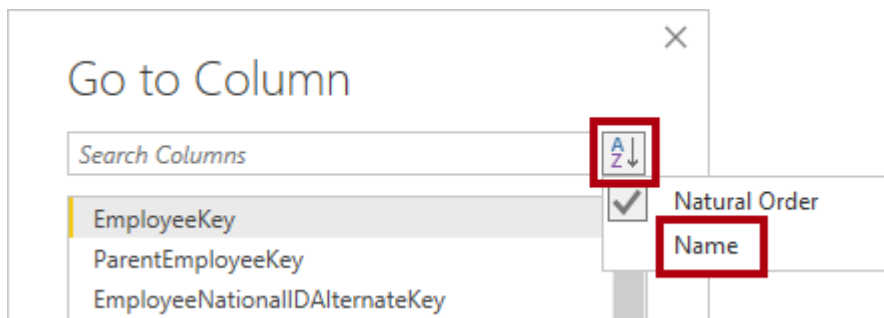 Go to Column
Search Columns
A
Z
Natural Order
Name
EmployeeKey
ParentEmployeeKey
EmployeeNationalIDAlternateKey